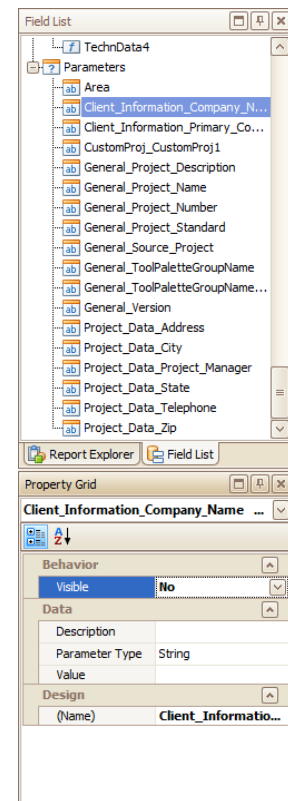 Field List
TechnData4
Parameters
Area
Client_Information_Company_N...
Client_Information_Primary_Co...
CustomProj_CustomProj1
General_Project_Description
General_Project_Name
General_Project_Number
General_Project_Standard
General_Source_Project
General_ToolPaletteGroupName
General_ToolPaletteGroupName...
General_Version
Project_Data_Address
Project_Data_City
Project_Data_Project_Manager
Project_Data_State
Project_Data_Telephone
Project_Data_Zip
Report Explorer Field List
Property Grid
Client_Information_Company_Name ...
Behavior
Visible No
Data
Description
Parameter Type String
Value
Design
(Name) Client_Informatio...